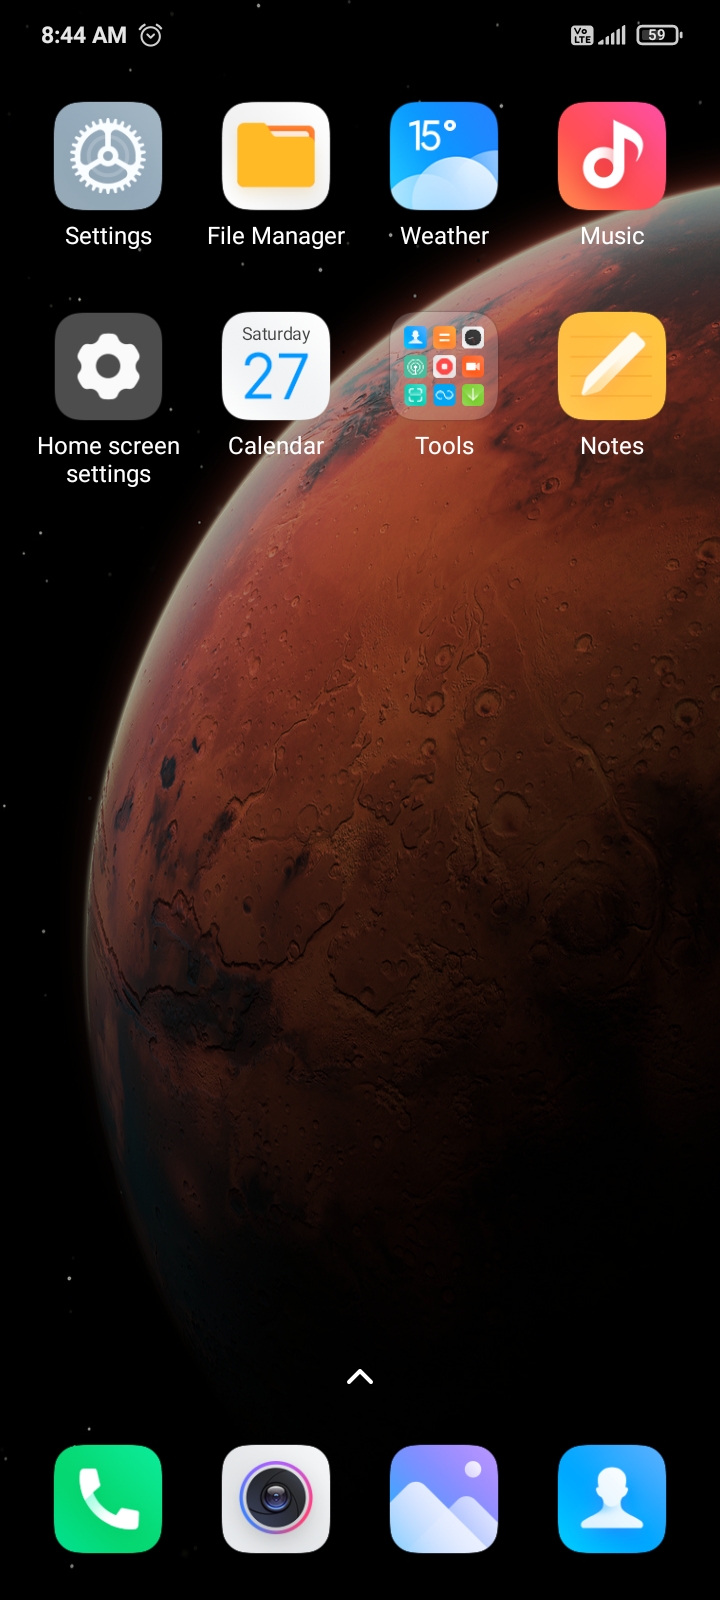 8:44 AM
Vo LTE
59
15°
Settings
File Manager
Weather
Music
Saturday
27
Home screen
settings
Calendar
Tools
Notes